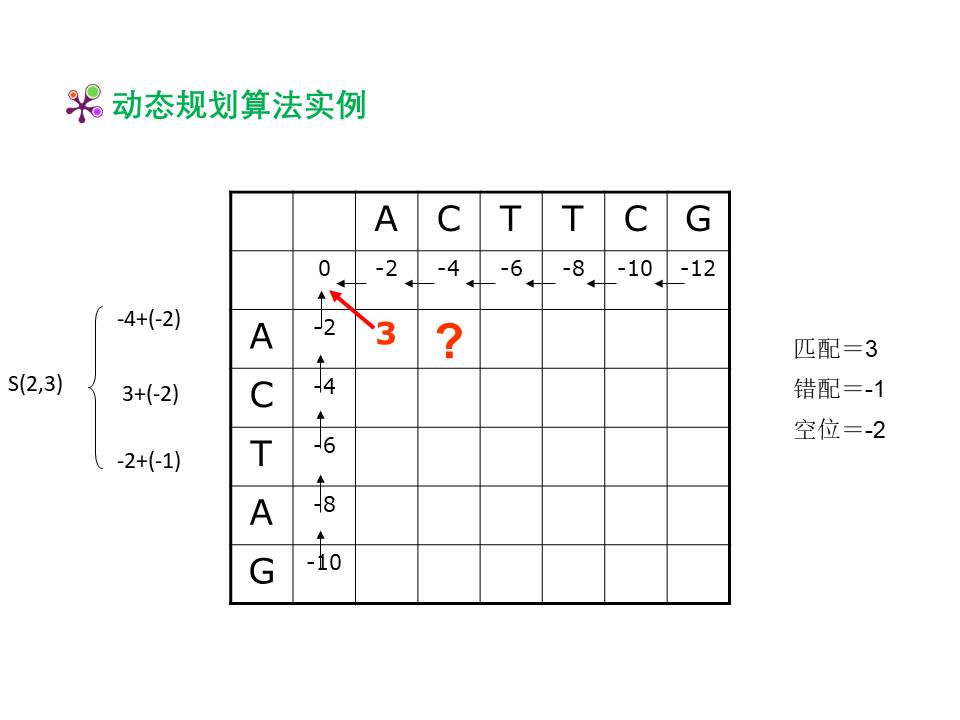 动态规划算法实例
A C T T C G
0 -2 -4 -6 -8 -10 -12
A -2 3 ?
C -4
T -6
A -8
G -10
S(2,3)
-4+(-2)
3+(-2)
-2+(-1)
匹配＝3
错配＝-1
空位＝-2